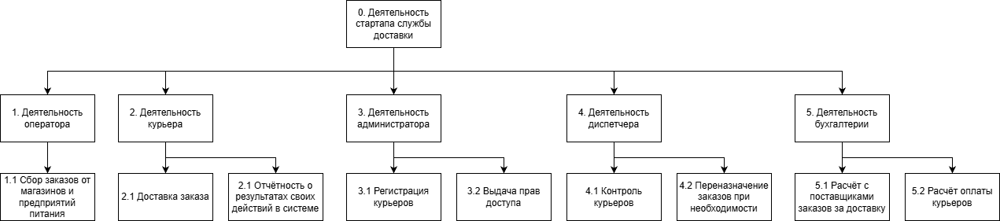 0. Деятельность
стартапа службы
доставки
1. Деятельность
оператора
2. Деятельность
курьера
3. Деятельность
администратора
4. Деятельность
диспетчера
5. Деятельность
бухгалтерии
1.1 Сбор заказов от
магазинов и
предприятий
питания
2.1 Доставка заказа
2.1 Отчётность о
результатах своих
действий в системе
3.1 Регистрация
курьеров
3.2 Выдача прав
доступа
4.1 Контроль
курьеров
4.2 Переназначение
заказов при
необходимости
5.1 Расчёт с
поставщиками
заказов за доставку
5.2 Расчёт оплаты
курьеров